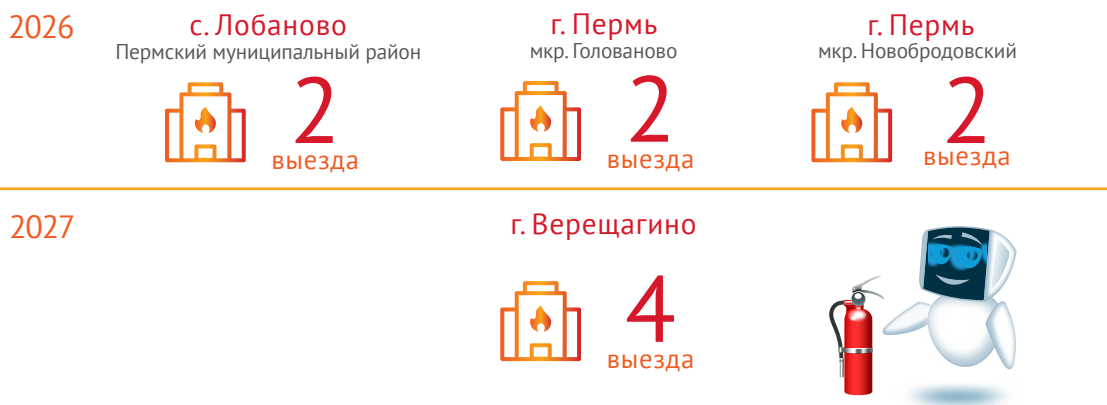 2026
с. Лобаново
Пермский муниципальный район
2
выезда
г. Пермь
мкр. Голованово
2
выезда
г. Пермь
мкр. Новобродовский
2
выезда
2027
г. Верещагино
4
выезда